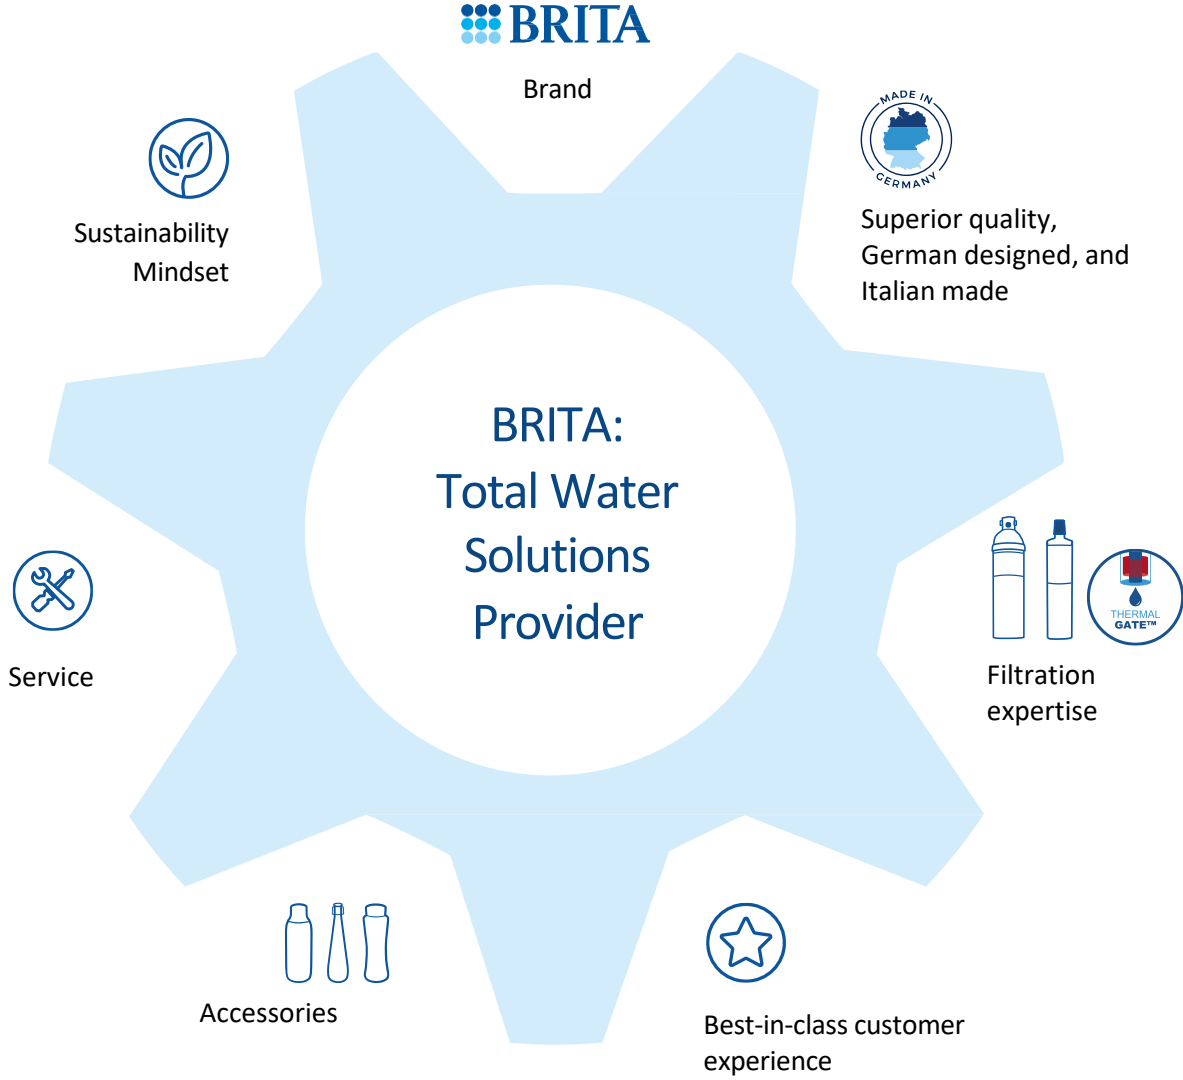 BRITA
Brand
MADE IN
GERMANY
Superior quality,
German designed, and
Italian made
Sustainability
Mindset
BRITA:
Total Water
Solutions
Provider
THERMAL
GATE™
Filtration
expertise
Service
Accessories
Best-in-class customer
experience